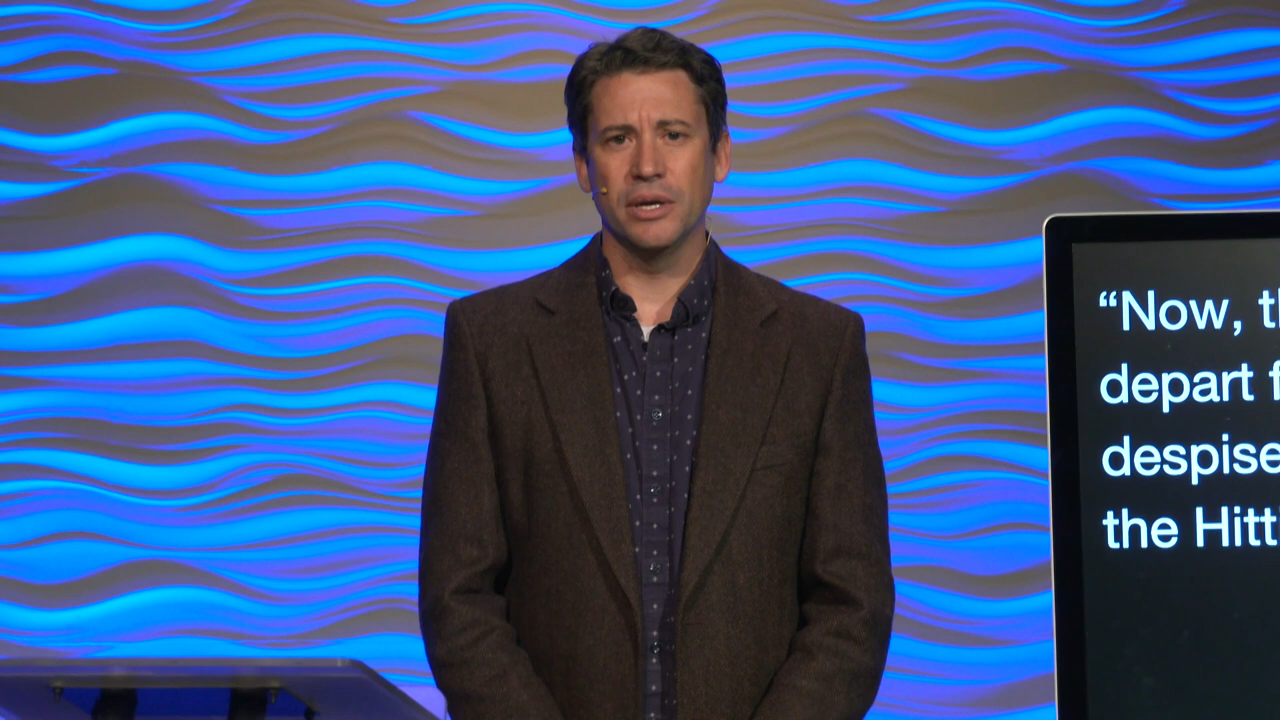 “Now, th
depart f
despise
the Hitt